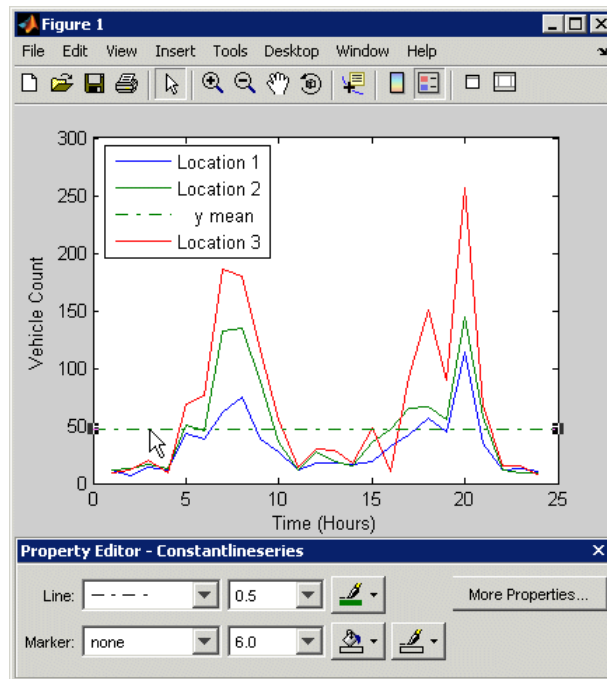 Figure 1
File Edit View Insert Tools Desktop Window Help
300
250
200
150
100
50
0
Vehicle Count
Location 1
Location 2
y mean
Location 3
0 5 10 15 20 25
Time (Hours)
Property Editor - Constantlineseries
Line: 0.5 More Properties...
Marker: none 6.0